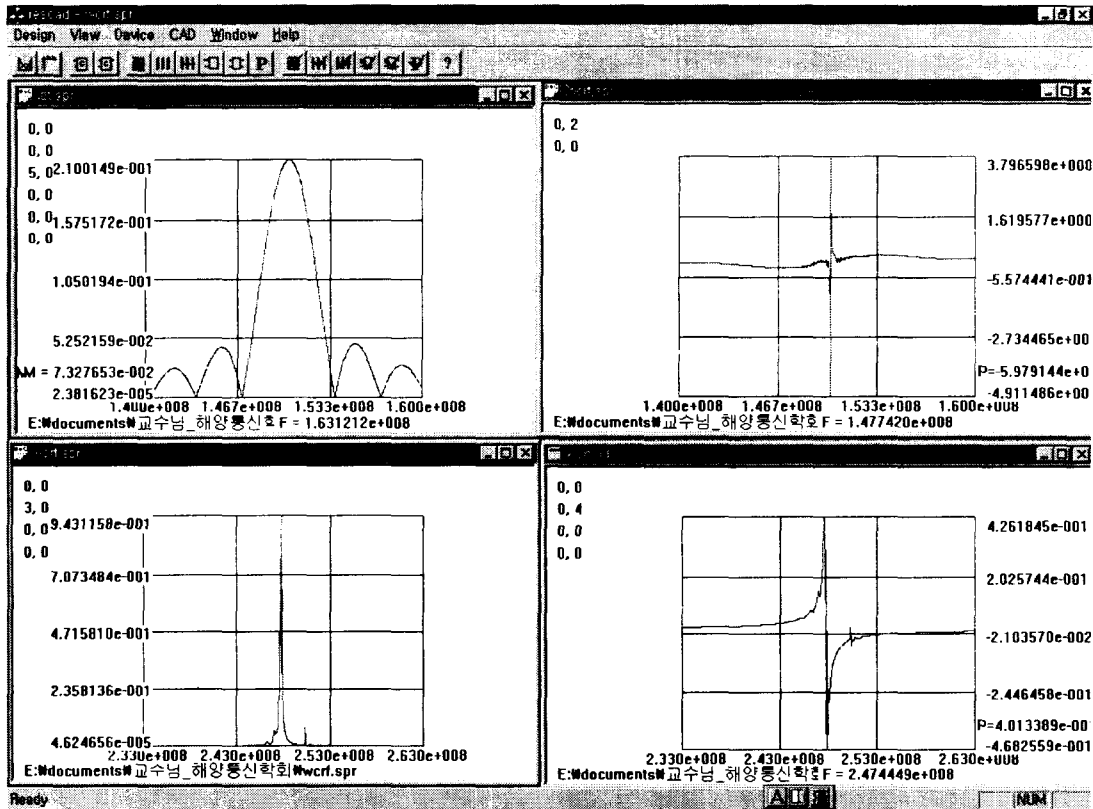 rescad - wcrf.spr
Design View Device CAD Window Help
P
?
0, 0
0, 0
5, 0
0, 0
0, 0
0, 0
2.100149e-001
1.575172e-001
1.050194e-001
5.252159e-002
AM = 7.327653e-002
2.381623e-005
1.400e+008 1.467e+008 1.533e+008 1.600e+008
E:₩documents₩교수님_해양통신학회 F = 1.631212e+008
0, 2
0, 0
3.796598e+000
1.619577e+000
-5.574441e-001
-2.734465e+00
P=-5.979144e+0
-4.911486e+00
1.400e+008 1.467e+008 1.533e+008 1.600e+008
E:₩documents₩교수님_해양통신학회 F = 1.477420e+008
wcrf.spr
0, 0
3, 0
0, 0
0, 0
9.431158e-001
7.073484e-001
4.715810e-001
2.358136e-001
4.624656e-005
2.330e+008 2.430e+008 2.530e+008 2.630e+008
E:₩documents₩교수님_해양통신학회₩wcrf.spr
0, 0
0, 4
0, 0
0, 0
4.261845e-001
2.025744e-001
-2.103570e-002
-2.446458e-001
P=4.013389e-00
-4.682559e-001
2.330e+008 2.430e+008 2.530e+008 2.630e+008
E:₩documents₩교수님_해양통신학회 F = 2.474449e+008
Ready
A
NUM